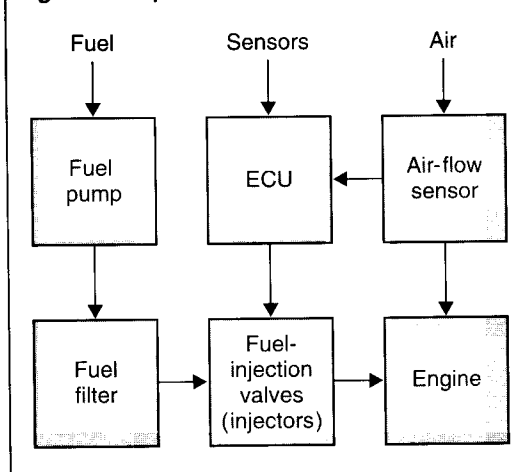 Fuel
Sensors
Air
Fuel
pump
ECU
Air-flow
sensor
Fuel
filter
Fuel-
injection
valves
(injectors)
Engine